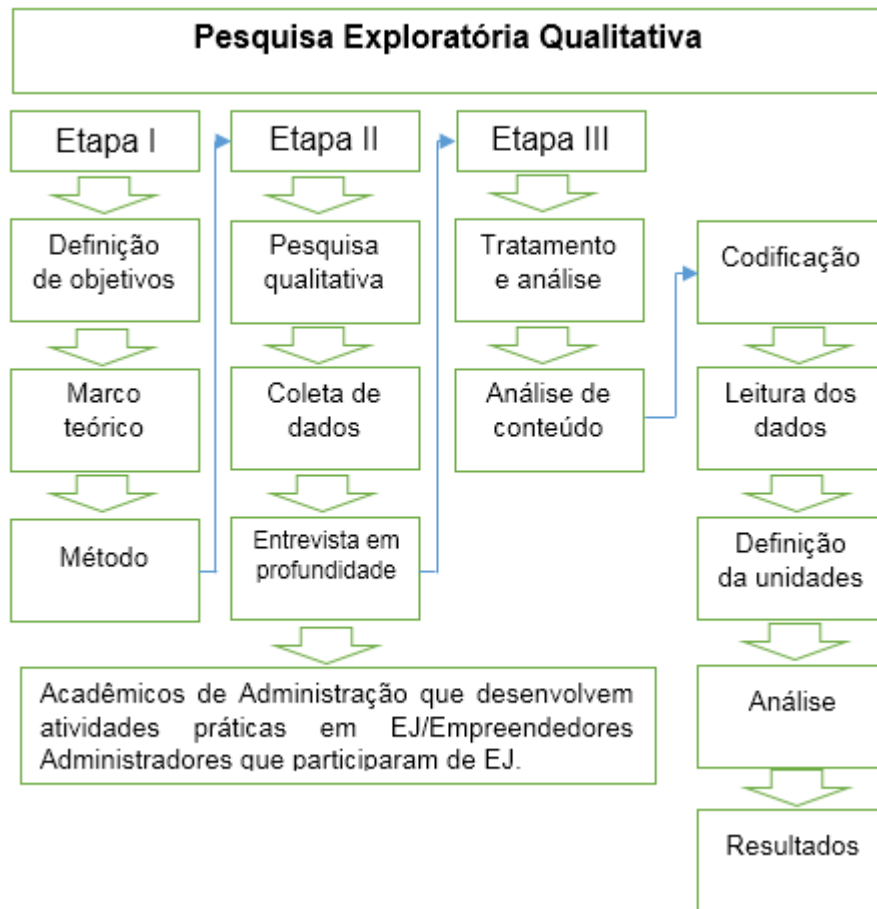 Pesquisa Exploratória Qualitativa
Etapa I
Definição
de objetivos
Marco
teórico
Método
Etapa II
Pesquisa
qualitativa
Coleta de
dados
Entrevista em
profundidade
Acadêmicos de Administração que desenvolvem
atividades práticas em EJ/Empreendedores
Administradores que participaram de EJ.
Etapa III
Tratamento
e análise
Análise de
conteúdo
Codificação
Leitura dos
dados
Definição
da unidades
Análise
Resultados